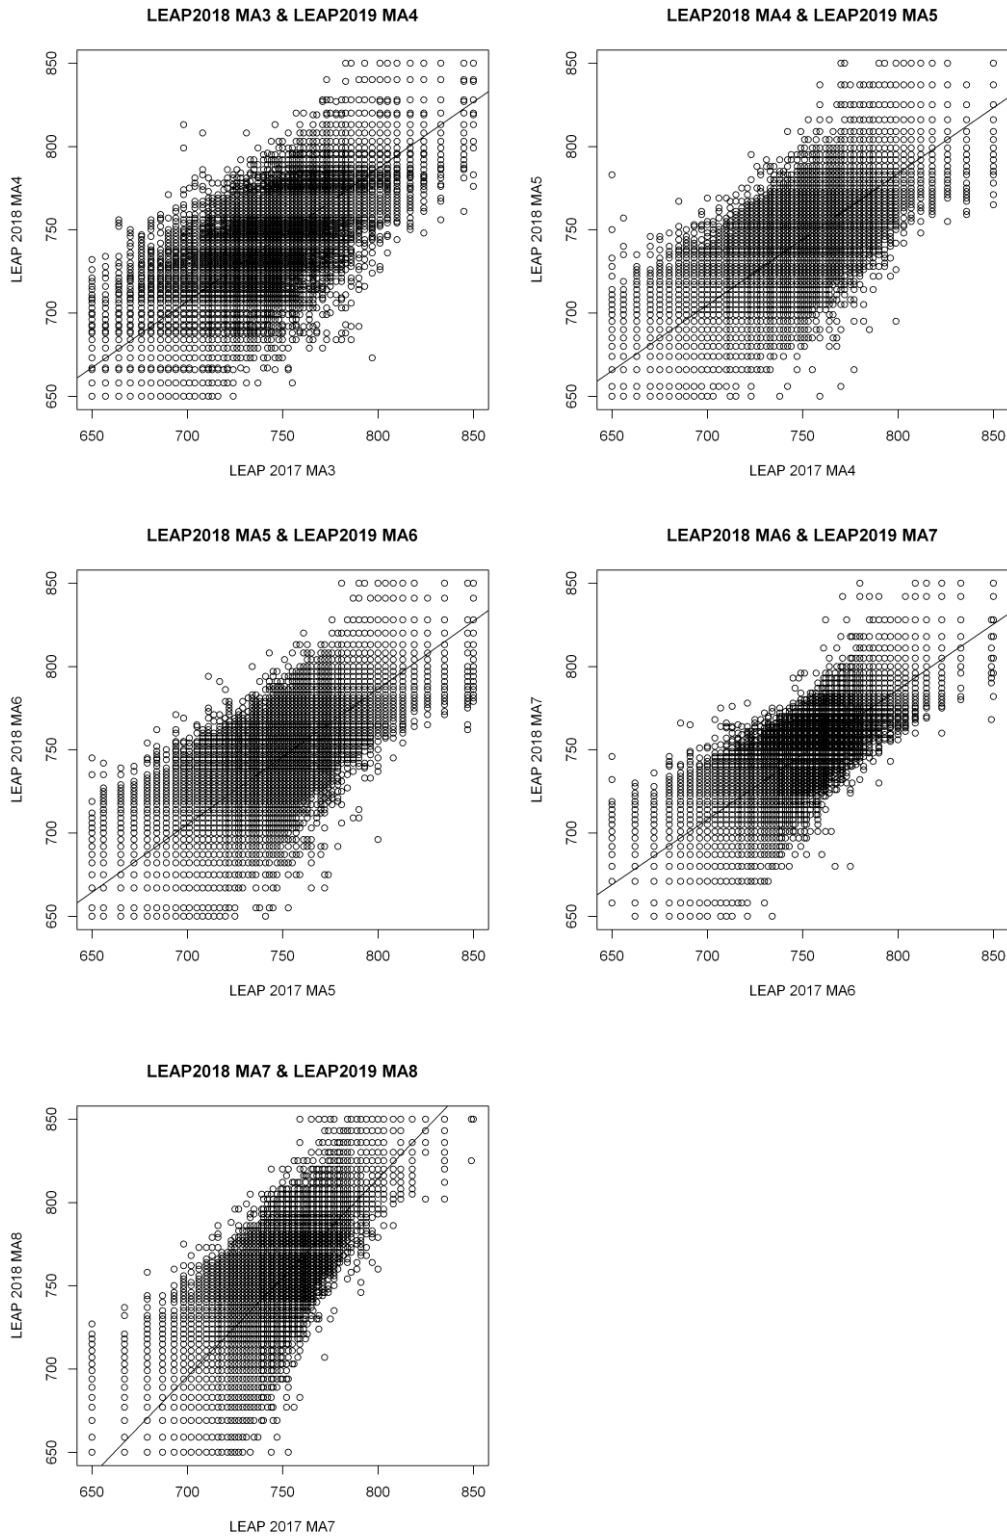 LEAP2018 MA3 & LEAP2019 MA4
LEAP 2018 MA4
850
800
750
700
650
650 700 750 800 850
LEAP 2017 MA3
LEAP2018 MA4 & LEAP2019 MA5
LEAP 2018 MA5
850
800
750
700
650
650 700 750 800 850
LEAP 2017 MA4
LEAP2018 MA5 & LEAP2019 MA6
LEAP 2018 MA6
850
800
750
700
650
650 700 750 800 850
LEAP 2017 MA5
LEAP2018 MA6 & LEAP2019 MA7
LEAP 2018 MA7
850
800
750
700
650
650 700 750 800 850
LEAP 2017 MA6
LEAP2018 MA7 & LEAP2019 MA8
LEAP 2018 MA8
850
800
750
700
650
650 700 750 800 850
LEAP 2017 MA7